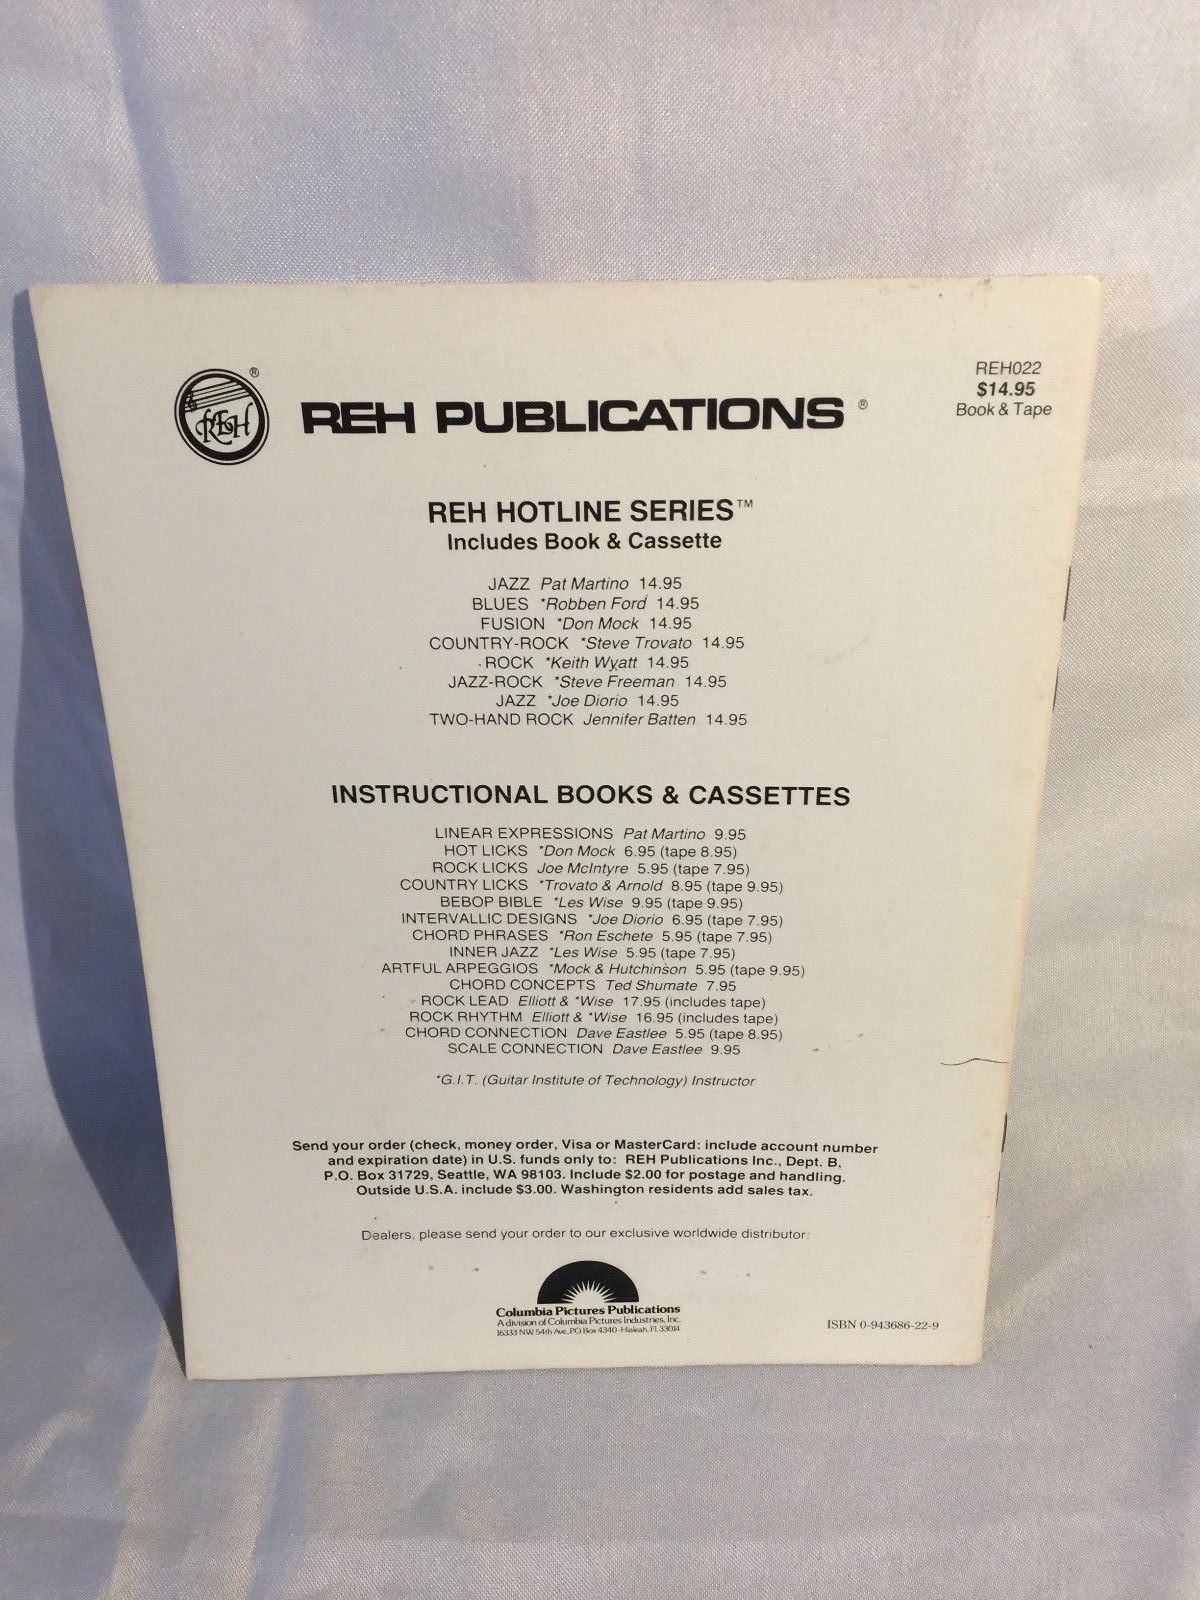 REH ®
REH PUBLICATIONS ®
REH022
$14.95
Book & Tape
REH HOTLINE SERIES™
Includes Book & Cassette
JAZZ Pat Martino 14.95
BLUES *Robben Ford 14.95
FUSION *Don Mock 14.95
COUNTRY-ROCK *Steve Trovato 14.95
ROCK *Keith Wyatt 14.95
JAZZ-ROCK *Steve Freeman 14.95
JAZZ *Joe Diorio 14.95
TWO-HAND ROCK Jennifer Batten 14.95
INSTRUCTIONAL BOOKS & CASSETTES
LINEAR EXPRESSIONS Pat Martino 9.95
HOT LICKS *Don Mock 6.95 (tape 8.95)
ROCK LICKS Joe McIntyre 5.95 (tape 7.95)
COUNTRY LICKS *Trovato & Arnold 8.95 (tape 9.95)
BEBOP BIBLE *Les Wise 9.95 (tape 9.95)
INTERVALLIC DESIGNS *Joe Diorio 6.95 (tape 7.95)
CHORD PHRASES *Ron Eschete 5.95 (tape 7.95)
INNER JAZZ *Les Wise 5.95 (tape 7.95)
ARTFUL ARPEGGIOS *Mock & Hutchinson 5.95 (tape 9.95)
CHORD CONCEPTS Ted Shumate 7.95
ROCK LEAD Elliott & *Wise 17.95 (includes tape)
ROCK RHYTHM Elliott & *Wise 16.95 (includes tape)
CHORD CONNECTION Dave Eastlee 5.95 (tape 8.95)
SCALE CONNECTION Dave Eastlee 9.95
*G.I.T. (Guitar Institute of Technology) Instructor
Send your order (check, money order, Visa or MasterCard: include account number
and expiration date) in U.S. funds only to: REH Publications Inc., Dept. B,
P.O. Box 31729, Seattle, WA 98103. Include $2.00 for postage and handling.
Outside U.S.A. include $3.00. Washington residents add sales tax.
Dealers, please send your order to our exclusive worldwide distributor:
Columbia Pictures Publications
A division of Columbia Pictures Industries, Inc.
16333 NW 54th Ave. PO Box 4340-Hialeah, Fl. 33014
ISBN 0-943686-22-9